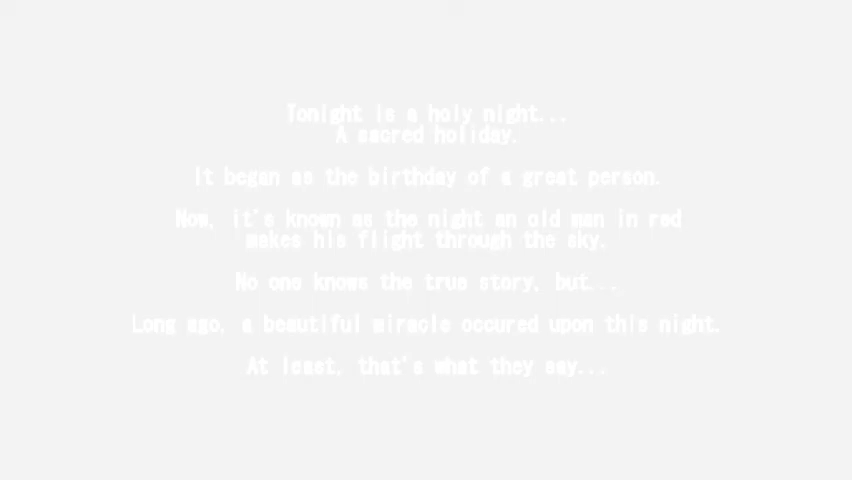 Tonight is a holy night...
A sacred holiday.
It began as the birthday of a great person.
Now, it's known as the night an old man in red
makes his flight through the sky.
No one knows the true story, but...
Long ago, a beautiful miracle occured upon this night.
At least, that's what they say...